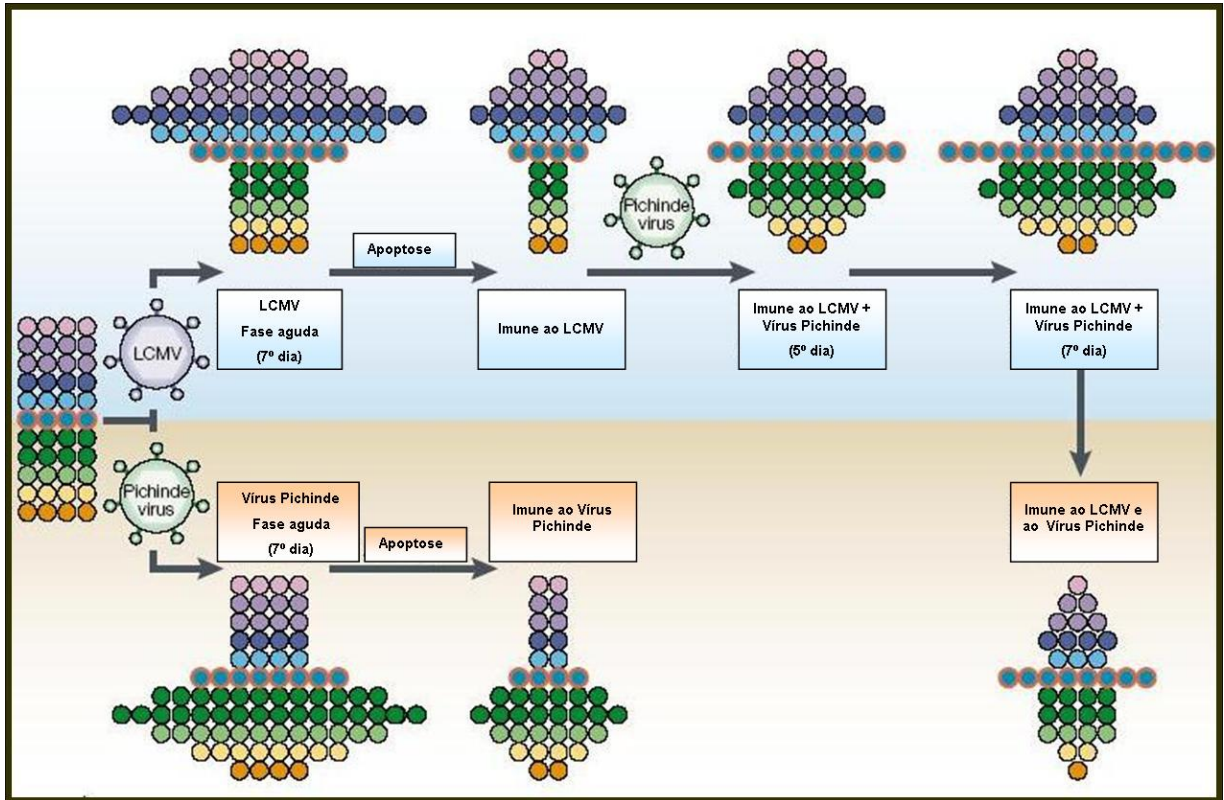 Pichinde
vírus
Apoptose
LCMV
Fase aguda
(7º dia)
Imune ao LCMV
Imune ao LCMV +
Vírus Pichinde
(5º dia)
Imune ao LCMV +
Vírus Pichinde
(7º dia)
LCMV
Pichinde
vírus
Vírus Pichinde
Fase aguda
(7º dia)
Apoptose
Imune ao Vírus
Pichinde
Imune ao LCMV e
ao Vírus Pichinde